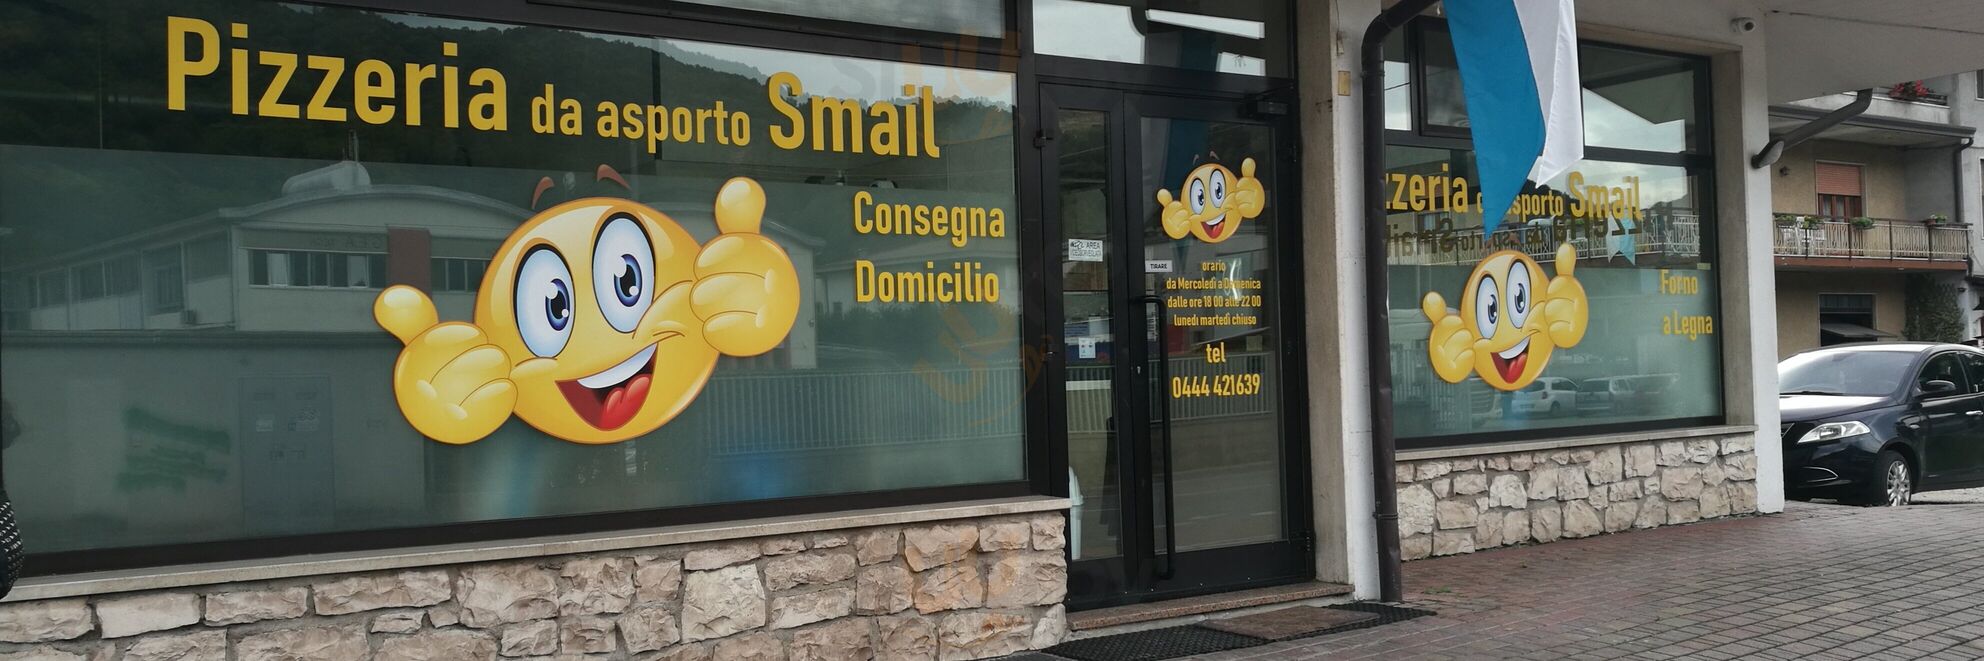 Pizzeria da asporto Smail
Consegna
Domicilio
AREA
TIRARE
orario
da Mercoledì a Domenica
dalle ore 18 00 alle 22 00
lunedì martedì chiuso
tel
0444 421639
zzeria asporto Smail
Forno
a Legna